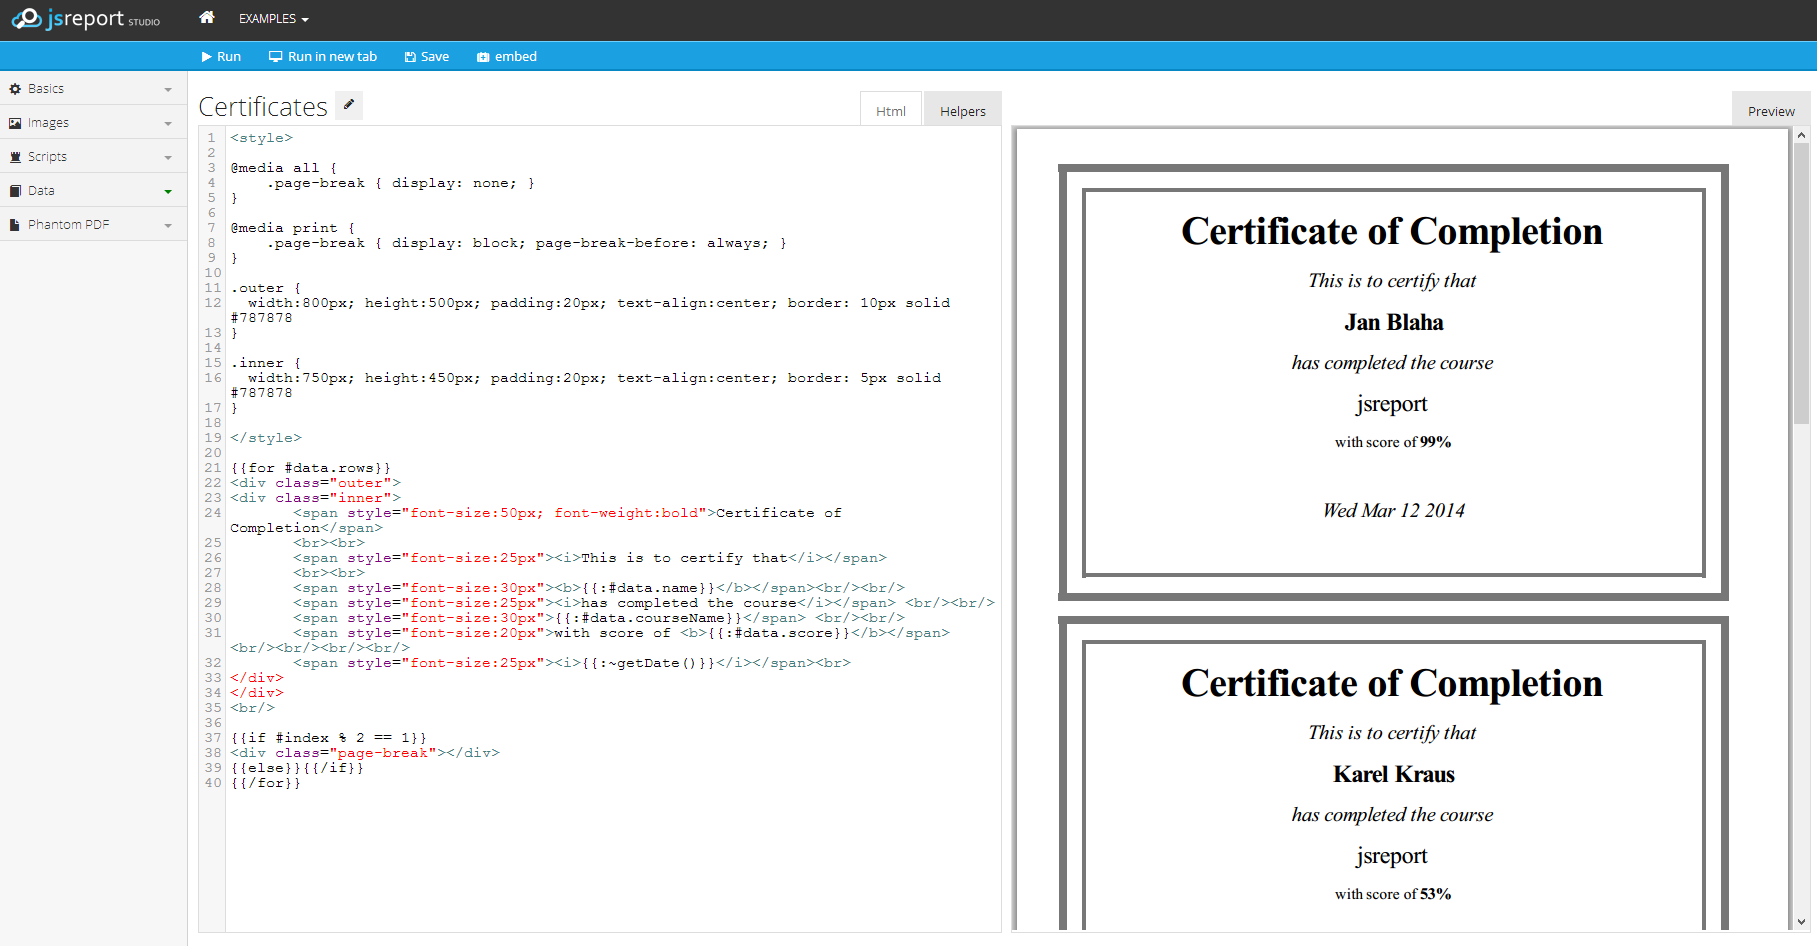 jsreport STUDIO
EXAMPLES
Run
Run in new tab
Save
embed
Basics
Images
Scripts
Data
Phantom PDF
Certificates
Html
Helpers
1 <style>
2
3 @media all {
4 .page-break { display: none; }
5 }
6
7 @media print {
8 .page-break { display: block; page-break-before: always; }
9 }
10
11 .outer {
12 width:800px; height:500px; padding:20px; text-align:center; border: 10px solid
#787878
13 }
14
15 .inner {
16 width:750px; height:450px; padding:20px; text-align:center; border: 5px solid
#787878
17 }
18
19 </style>
20
21 {{for #data.rows}}
22 <div class="outer">
23 <div class="inner">
24 <span style="font-size:50px; font-weight:bold">Certificate of
Completion</span>
25 <br><br>
26 <span style="font-size:25px"><i>This is to certify that</i></span>
27 <br><br>
28 <span style="font-size:30px"><b>{{:#data.name}}</b></span><br/><br/>
29 <span style="font-size:25px"><i>has completed the course</i></span> <br/><br/>
30 <span style="font-size:30px">{{:#data.courseName}}</span> <br/><br/>
31 <span style="font-size:20px">with score of <b>{{:#data.score}}</b></span>
<br/><br/><br/><br/>
32 <span style="font-size:25px"><i>{{:~getDate()}}</i></span><br>
33 </div>
34 </div>
35 <br/>
36
37 {{if #index % 2 == 1}}
38 <div class="page-break"></div>
39 {{else}}{{/if}}
40 {{/for}}
Preview
Certificate of Completion
This is to certify that
Jan Blaha
has completed the course
jsreport
with score of 99%
Wed Mar 12 2014
Certificate of Completion
This is to certify that
Karel Kraus
has completed the course
jsreport
with score of 53%